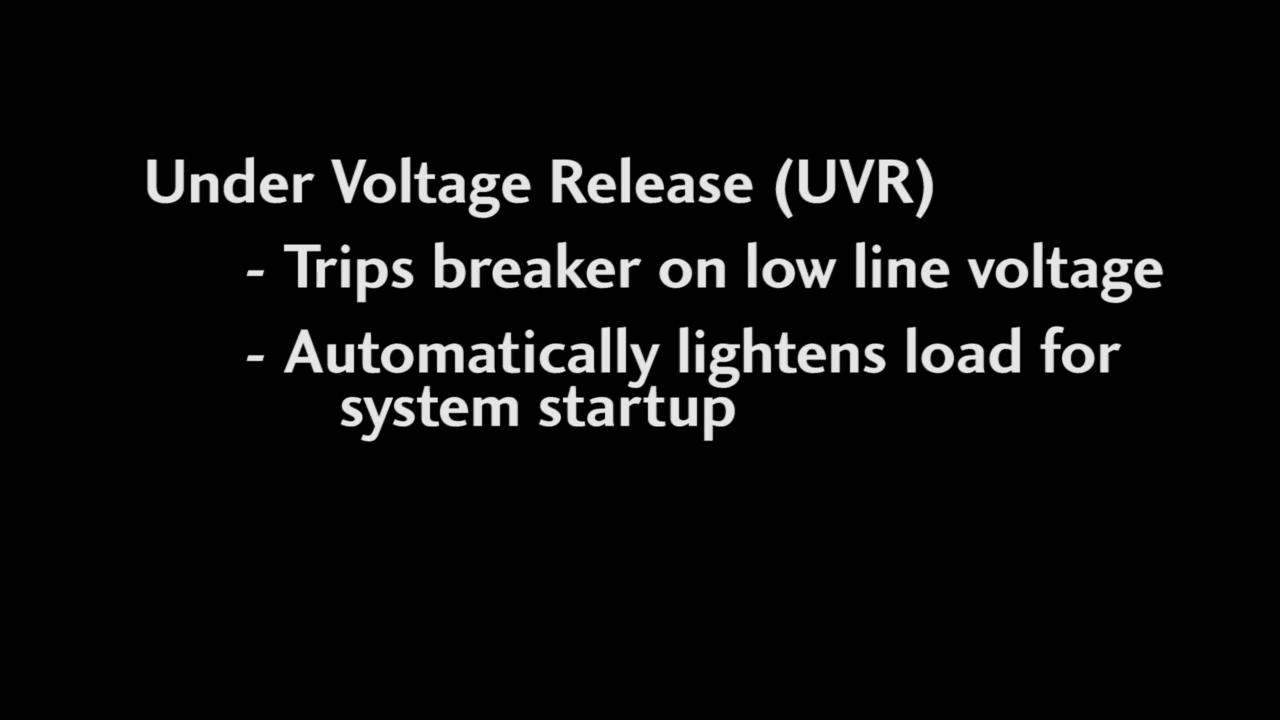 Under Voltage Release (UVR)
- Trips breaker on low line voltage
- Automatically lightens load for
system startup